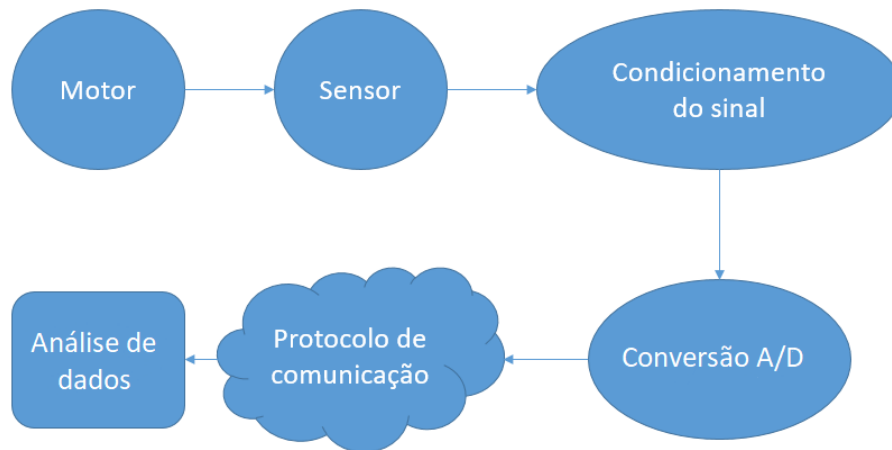 Motor
Sensor
Condicionamento
do sinal
Análise de
dados
Protocolo de
comunicação
Conversão A/D